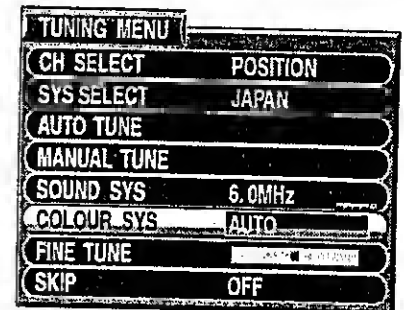 TUNING MENU
CH SELECT POSITION
SYS SELECT JAPAN
AUTO TUNE
MANUAL TUNE
SOUND SYS 6.0MHz
COLOUR SYS AUTO
FINE TUNE
SKIP OFF